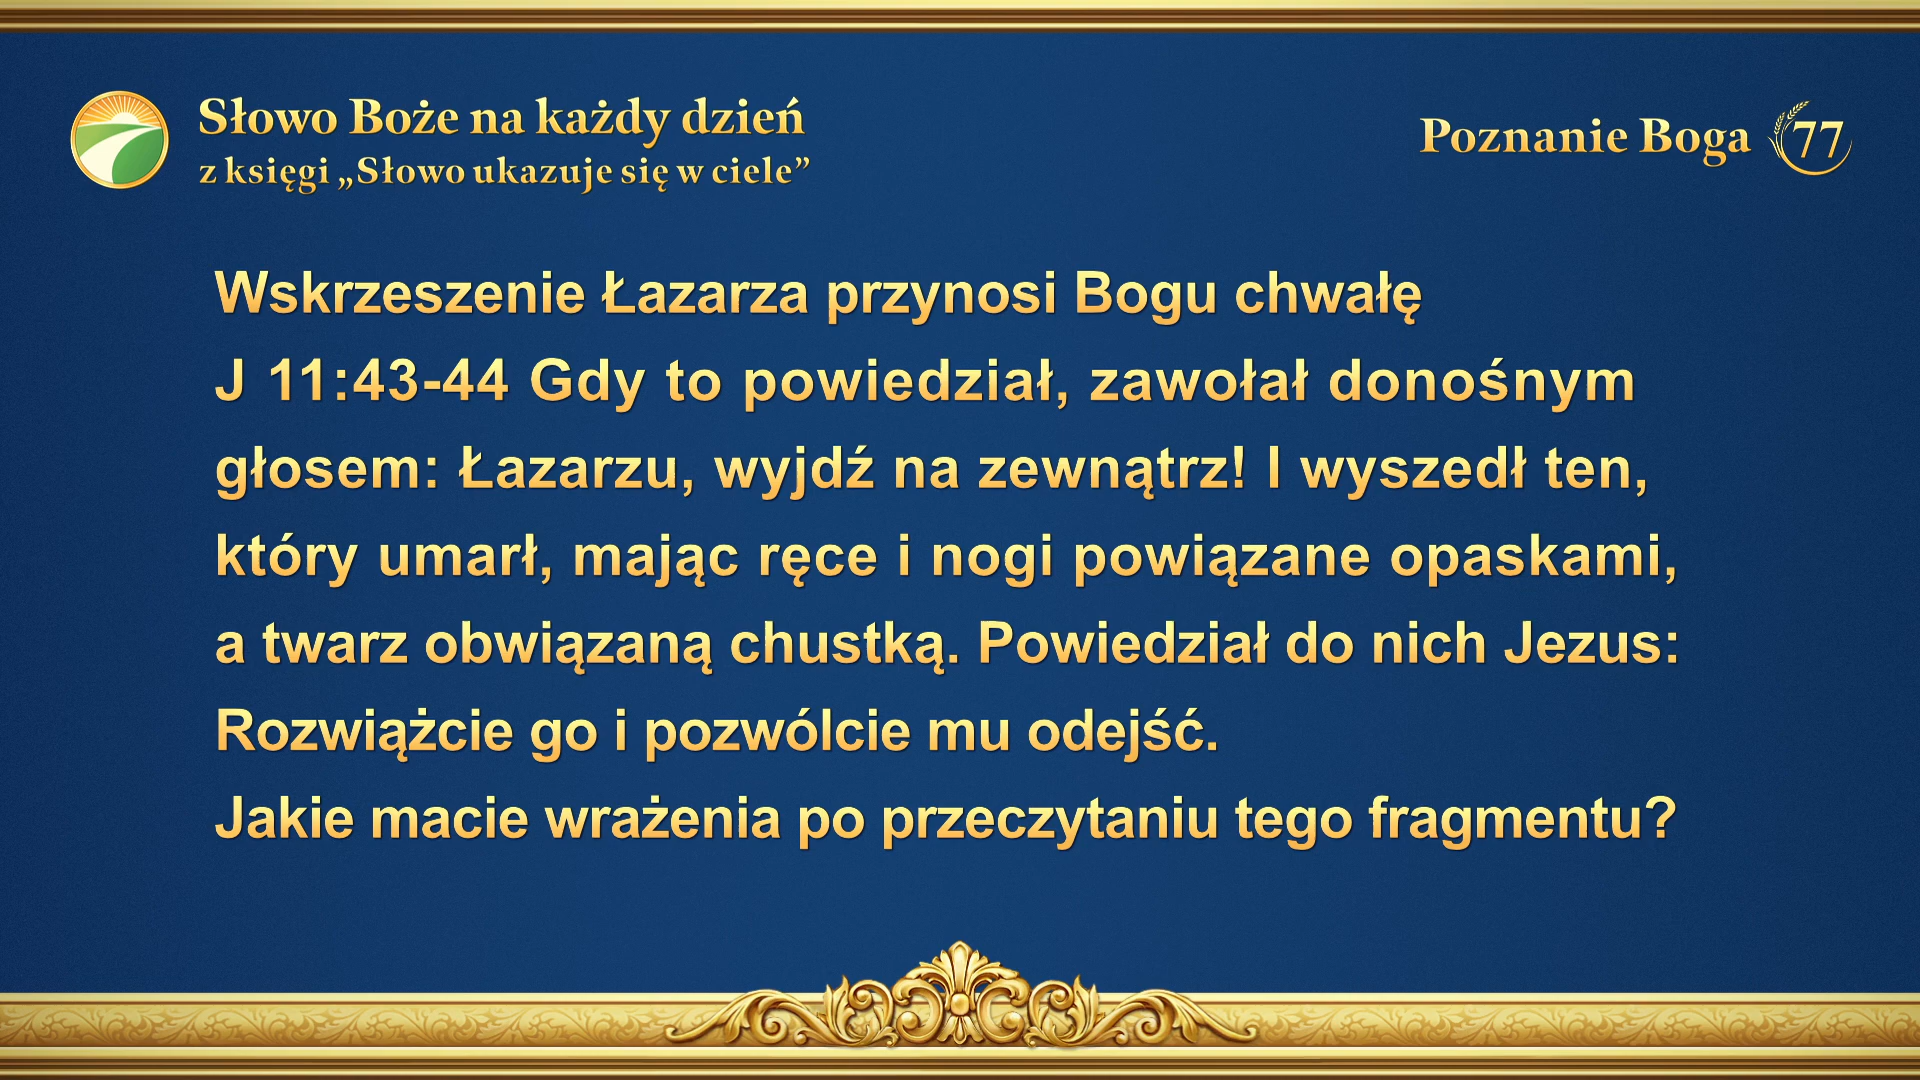 Słowo Boże na każdy dzień
z księgi „Słowo ukazuje się w ciele”
Poznanie Boga 77
Wskrzeszenie Łazarza przynosi Bogu chwałę
J 11:43-44 Gdy to powiedział, zawołał donośnym
głosem: Łazarzu, wyjdź na zewnątrz! I wyszedł ten,
który umarł, mając ręce i nogi powiązane opaskami,
a twarz obwiązaną chustką. Powiedział do nich Jezus:
Rozwiążcie go i pozwólcie mu odejść.
Jakie macie wrażenia po przeczytaniu tego fragmentu?